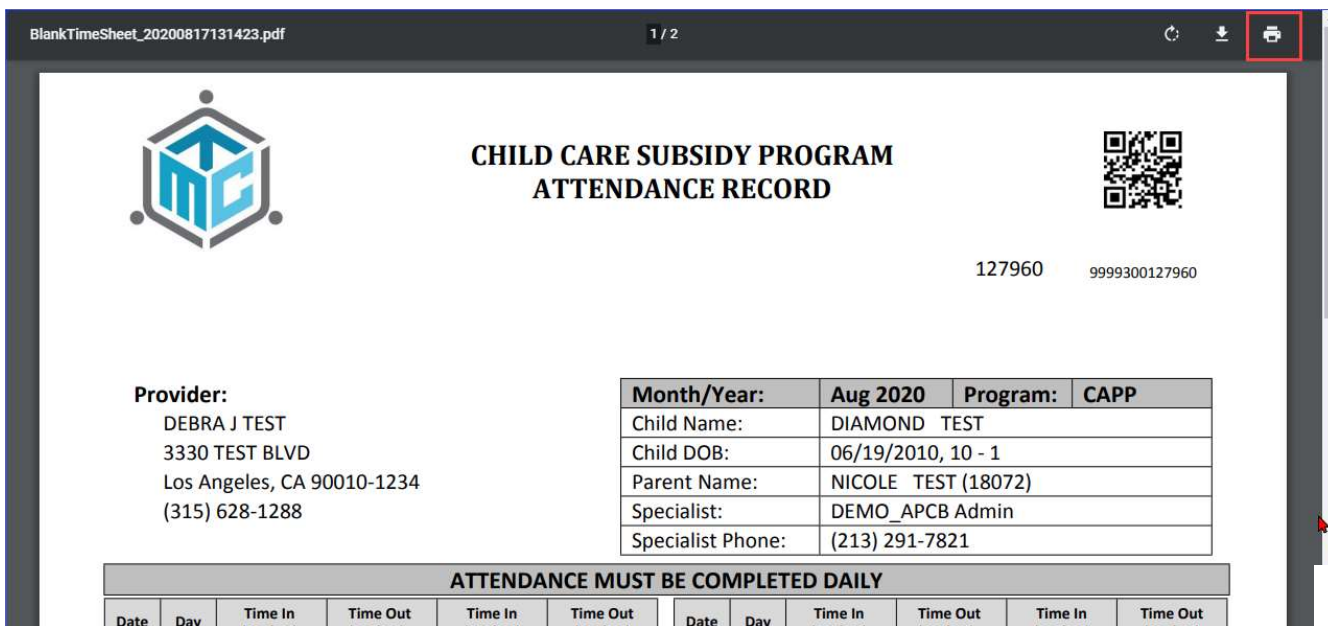 BlankTimeSheet_20200817131423.pdf
1 / 2
TMC
CHILD CARE SUBSIDY PROGRAM
ATTENDANCE RECORD
127960 9999300127960
Provider:
DEBRA J TEST
3330 TEST BLVD
Los Angeles, CA 90010-1234
(315) 628-1288
Month/Year: Aug 2020 Program: CAPP
Child Name: DIAMOND TEST
Child DOB: 06/19/2010, 10 - 1
Parent Name: NICOLE TEST (18072)
Specialist: DEMO_APCB Admin
Specialist Phone: (213) 291-7821
ATTENDANCE MUST BE COMPLETED DAILY
Date Day Time In Time Out Time In Time Out Date Day Time In Time Out Time In Time Out